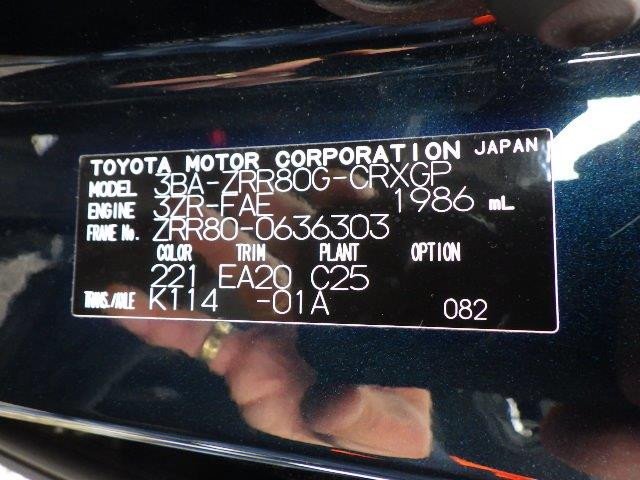 TOYOTA MOTOR CORPORATION JAPAN
MODEL 3BA-ZRR80G-CRXGP
ENGINE 3ZR-FAE 1986 mL
FRAME No. ZRR80-0636303
COLOR TRIM PLANT OPTION
221 EA20 C25
TRANS./AXLE K114 -01A 082